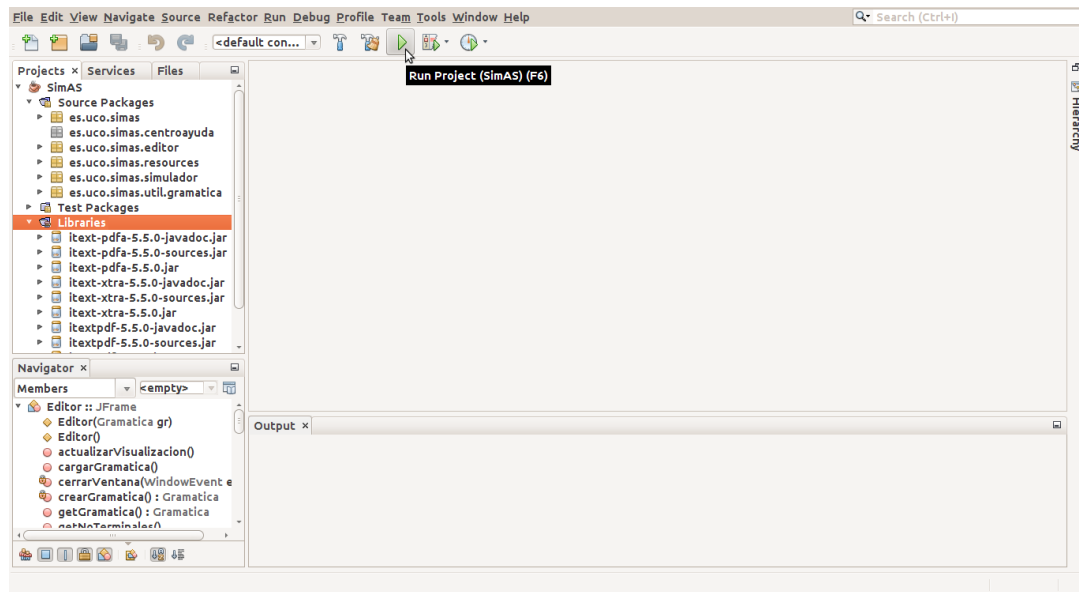 File Edit View Navigate Source Refactor Run Debug Profile Team Tools Window Help
Search (Ctrl+I)
<default con...
Run Project (SimAS) (F6)
Projects × Services Files
SimAS
Source Packages
es.uco.simas
es.uco.simas.centroayuda
es.uco.simas.editor
es.uco.simas.resources
es.uco.simas.simulador
es.uco.simas.util.gramatica
Test Packages
Libraries
itext-pdfa-5.5.0-javadoc.jar
itext-pdfa-5.5.0-sources.jar
itext-pdfa-5.5.0.jar
itext-xtra-5.5.0-javadoc.jar
itext-xtra-5.5.0-sources.jar
itext-xtra-5.5.0.jar
itextpdf-5.5.0-javadoc.jar
itextpdf-5.5.0-sources.jar
Hierarchy
Navigator ×
Members <empty>
Editor :: JFrame
Editor(Gramatica gr)
Editor()
actualizarVisualizacion()
cargarGramatica()
cerrarVentana(WindowEvent e
crearGramatica() : Gramatica
getGramatica() : Gramatica
getNoTerminales()
Output ×